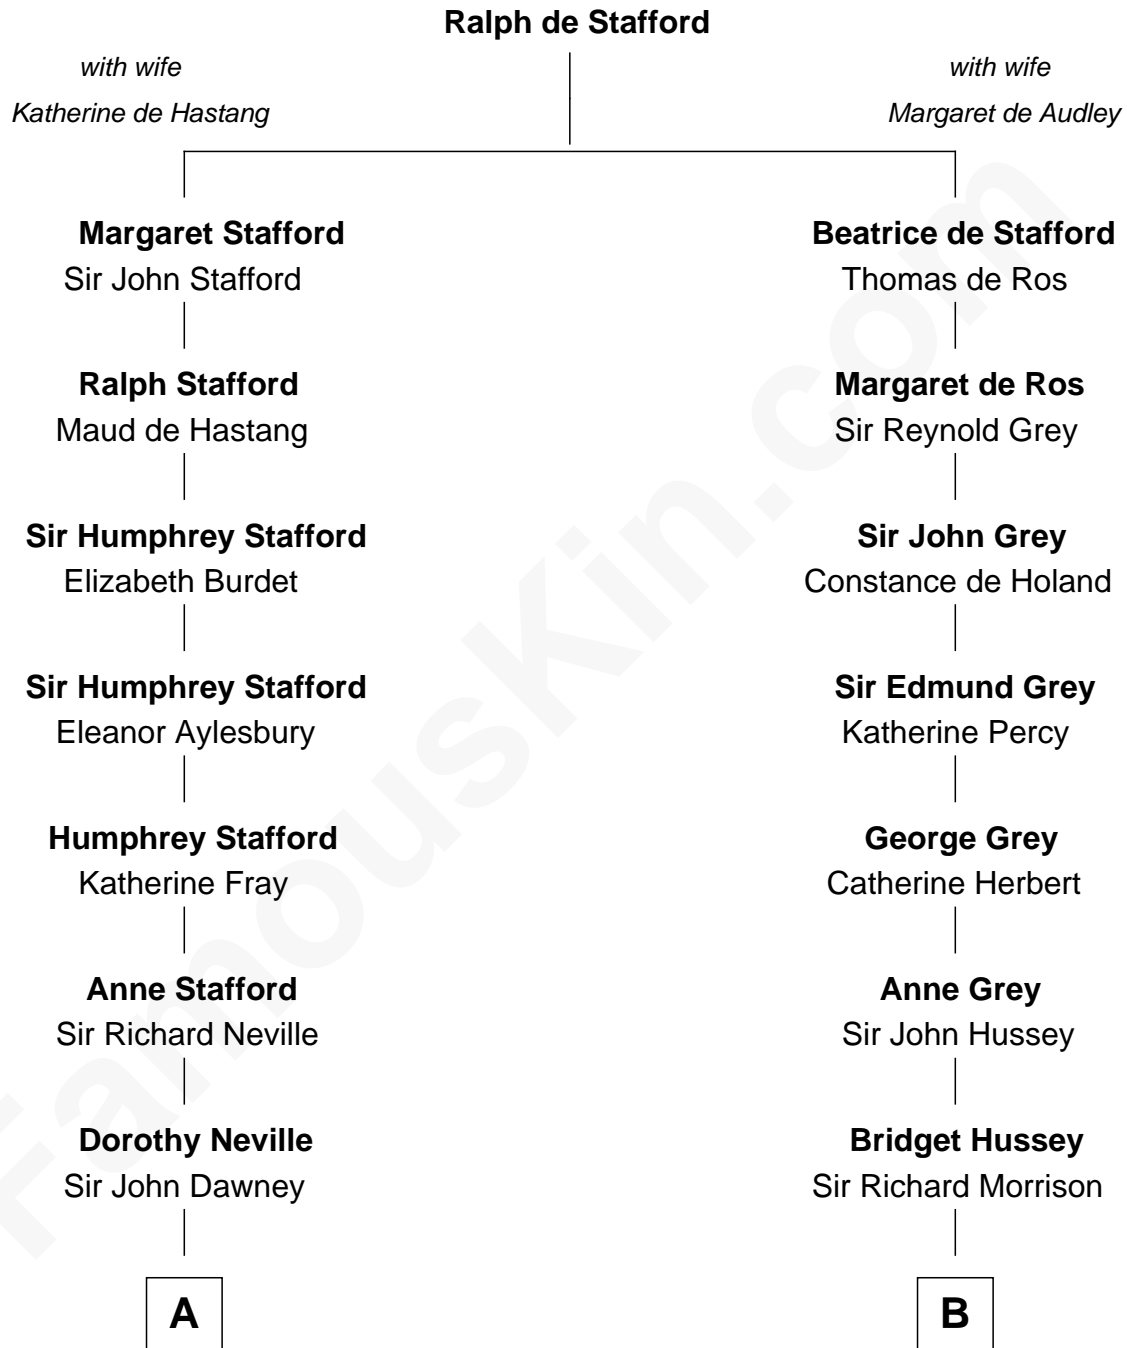 Ralph de Stafford
with wife
Katherine de Hastang
with wife
Margaret de Audley
Margaret Stafford
Sir John Stafford
Beatrice de Stafford
Thomas de Ros
Ralph Stafford
Maud de Hastang
Margaret de Ros
Sir Reynold Grey
Sir Humphrey Stafford
Elizabeth Burdet
Sir John Grey
Constance de Holand
Sir Humphrey Stafford
Eleanor Aylesbury
Sir Edmund Grey
Katherine Percy
Humphrey Stafford
Katherine Fray
George Grey
Catherine Herbert
Anne Stafford
Sir Richard Neville
Anne Grey
Sir John Hussey
Dorothy Neville
Sir John Dawney
Bridget Hussey
Sir Richard Morrison
A
B
FamousKin.com